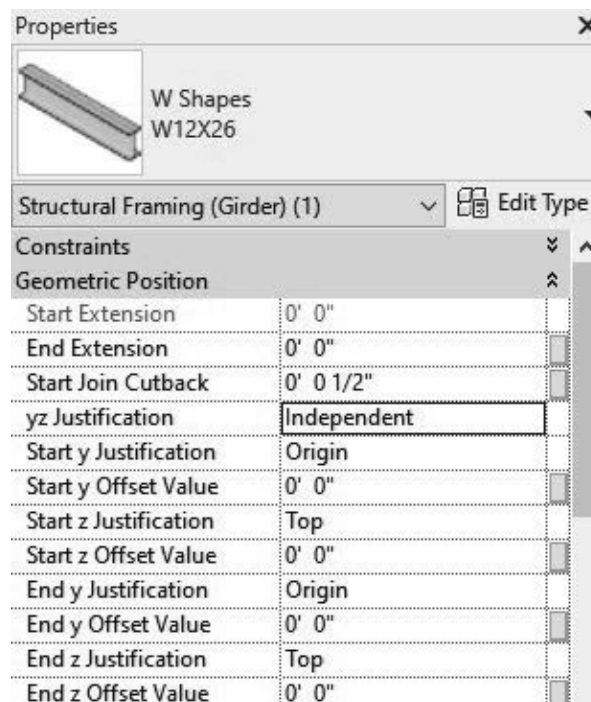 Properties
W Shapes
W12X26
Structural Framing (Girder) (1) Edit Type
Constraints
Geometric Position
Start Extension 0' 0"
End Extension 0' 0"
Start Join Cutback 0' 0 1/2"
yz Justification Independent
Start y Justification Origin
Start y Offset Value 0' 0"
Start z Justification Top
Start z Offset Value 0' 0"
End y Justification Origin
End y Offset Value 0' 0"
End z Justification Top
End z Offset Value 0' 0"